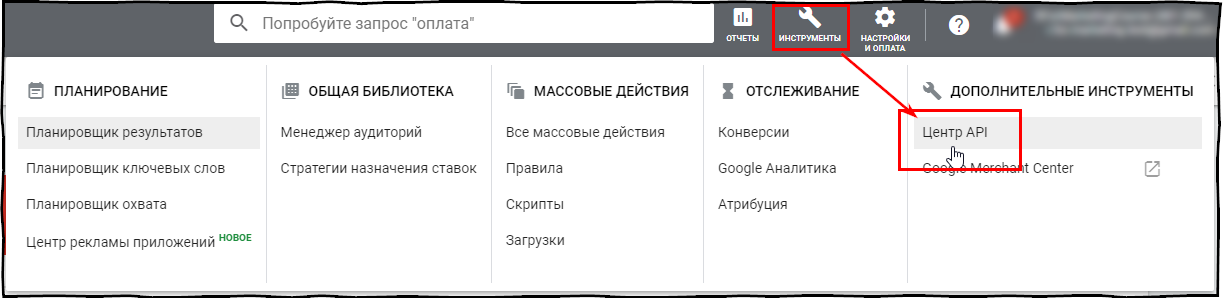 Попробуйте запрос "оплата"
ОТЧЕТЫ
ИНСТРУМЕНТЫ
НАСТРОЙКИ
И ОПЛАТА
?
ПЛАНИРОВАНИЕ
Планировщик результатов
Планировщик ключевых слов
Планировщик охвата
Центр рекламы приложений НОВОЕ
ОБЩАЯ БИБЛИОТЕКА
Менеджер аудиторий
Стратегии назначения ставок
МАССОВЫЕ ДЕЙСТВИЯ
Все массовые действия
Правила
Скрипты
Загрузки
ОТСЛЕЖИВАНИЕ
Конверсии
Google Аналитика
Атрибуция
ДОПОЛНИТЕЛЬНЫЕ ИНСТРУМЕНТЫ
Центр API
Google Merchant Center